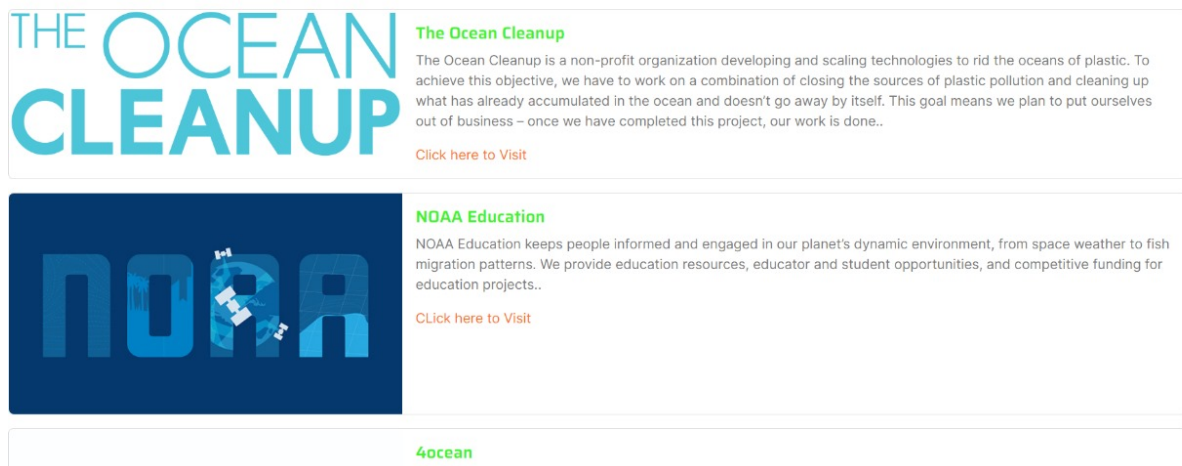 THE OCEAN
CLEANUP
The Ocean Cleanup
The Ocean Cleanup is a non-profit organization developing and scaling technologies to rid the oceans of plastic. To
achieve this objective, we have to work on a combination of closing the sources of plastic pollution and cleaning up
what has already accumulated in the ocean and doesn't go away by itself. This goal means we plan to put ourselves
out of business – once we have completed this project, our work is done..
Click here to Visit
NOAA
NOAA Education
NOAA Education keeps people informed and engaged in our planet's dynamic environment, from space weather to fish
migration patterns. We provide education resources, educator and student opportunities, and competitive funding for
education projects..
CLick here to Visit
4ocean